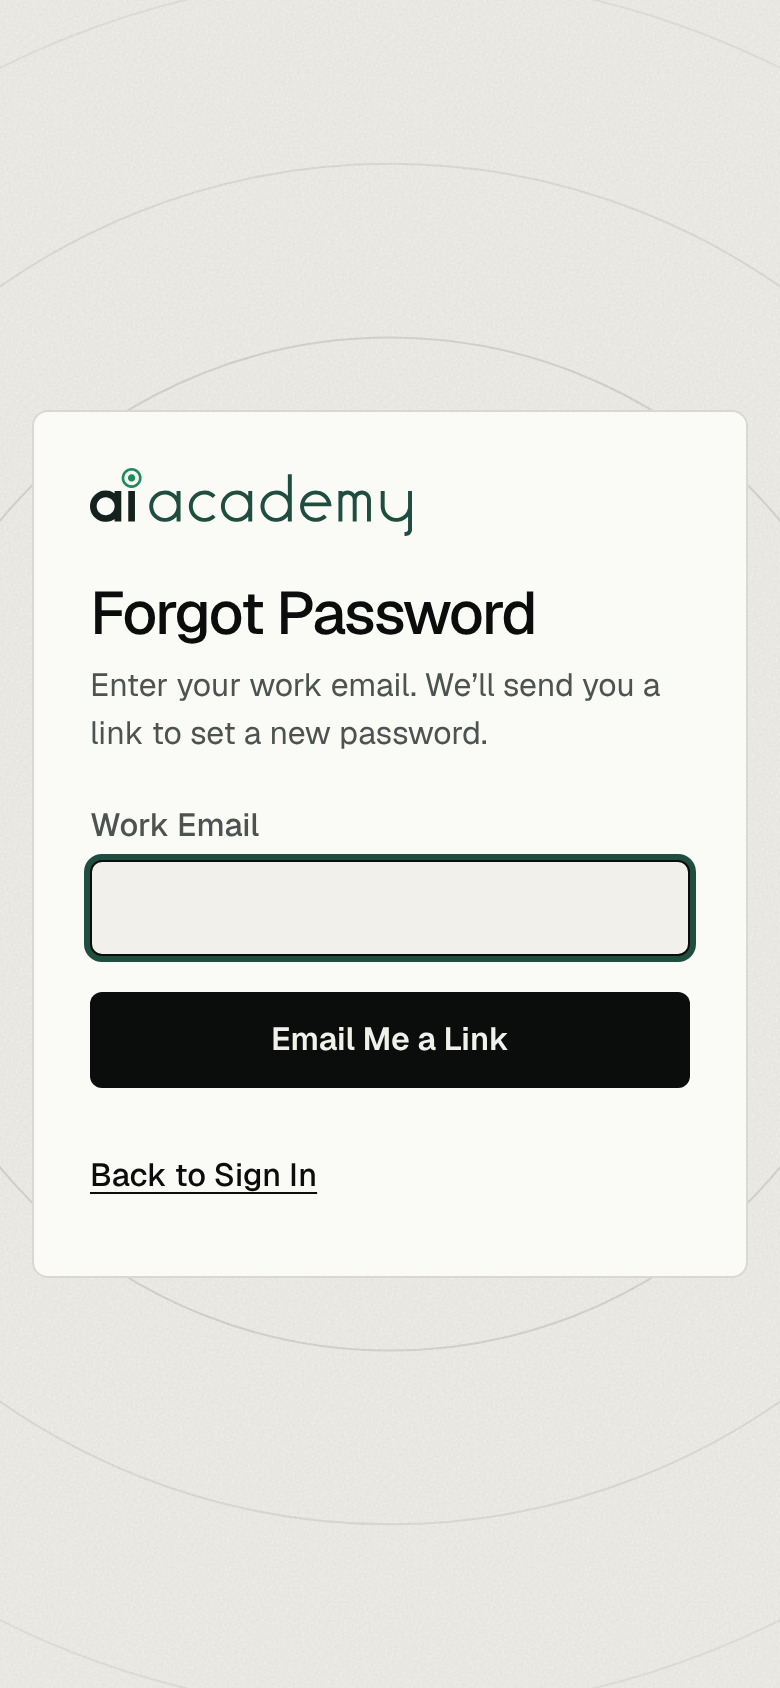 ai academy
Forgot Password
Enter your work email. We’ll send you a
link to set a new password.
Work Email
Email Me a Link
Back to Sign In